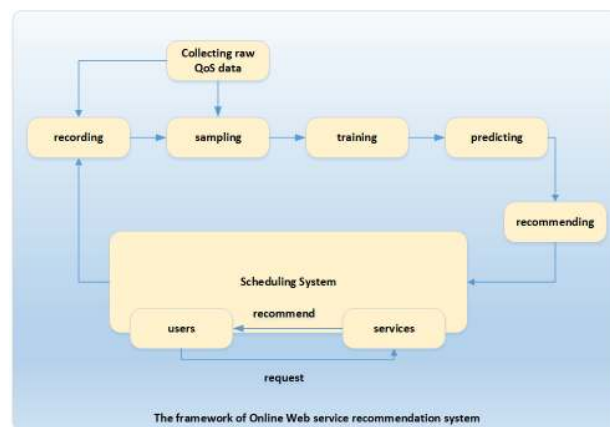 Collecting raw
QoS data
recording
sampling
training
predicting
recommending
Scheduling System
recommend
users
services
request
The framework of Online Web service recommendation system